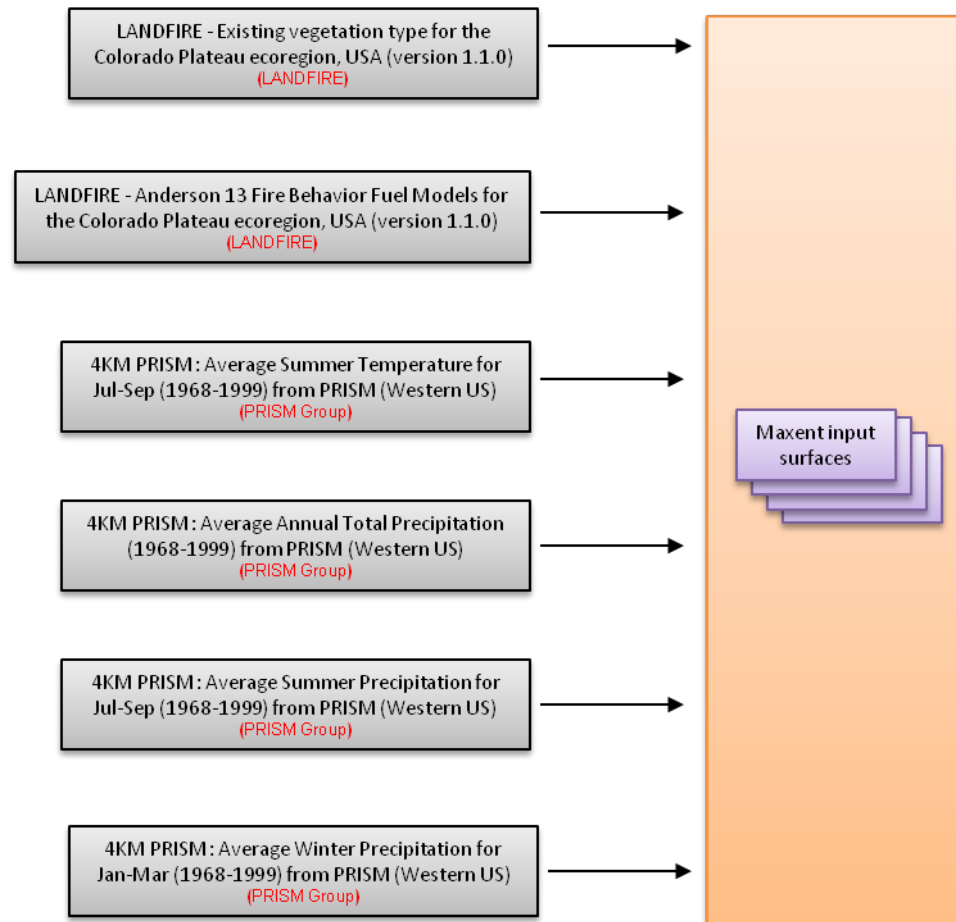 LANDFIRE - Existing vegetation type for the
Colorado Plateau ecoregion, USA (version 1.1.0)
(LANDFIRE)
LANDFIRE - Anderson 13 Fire Behavior Fuel Models for
the Colorado Plateau ecoregion, USA (version 1.1.0)
(LANDFIRE)
4KM PRISM: Average Summer Temperature for
Jul-Sep (1968-1999) from PRISM (Western US)
(PRISM Group)
4KM PRISM: Average Annual Total Precipitation
(1968-1999) from PRISM (Western US)
(PRISM Group)
4KM PRISM: Average Summer Precipitation for
Jul-Sep (1968-1999) from PRISM (Western US)
(PRISM Group)
4KM PRISM: Average Winter Precipitation for
Jan-Mar (1968-1999) from PRISM (Western US)
(PRISM Group)
Maxent input
surfaces